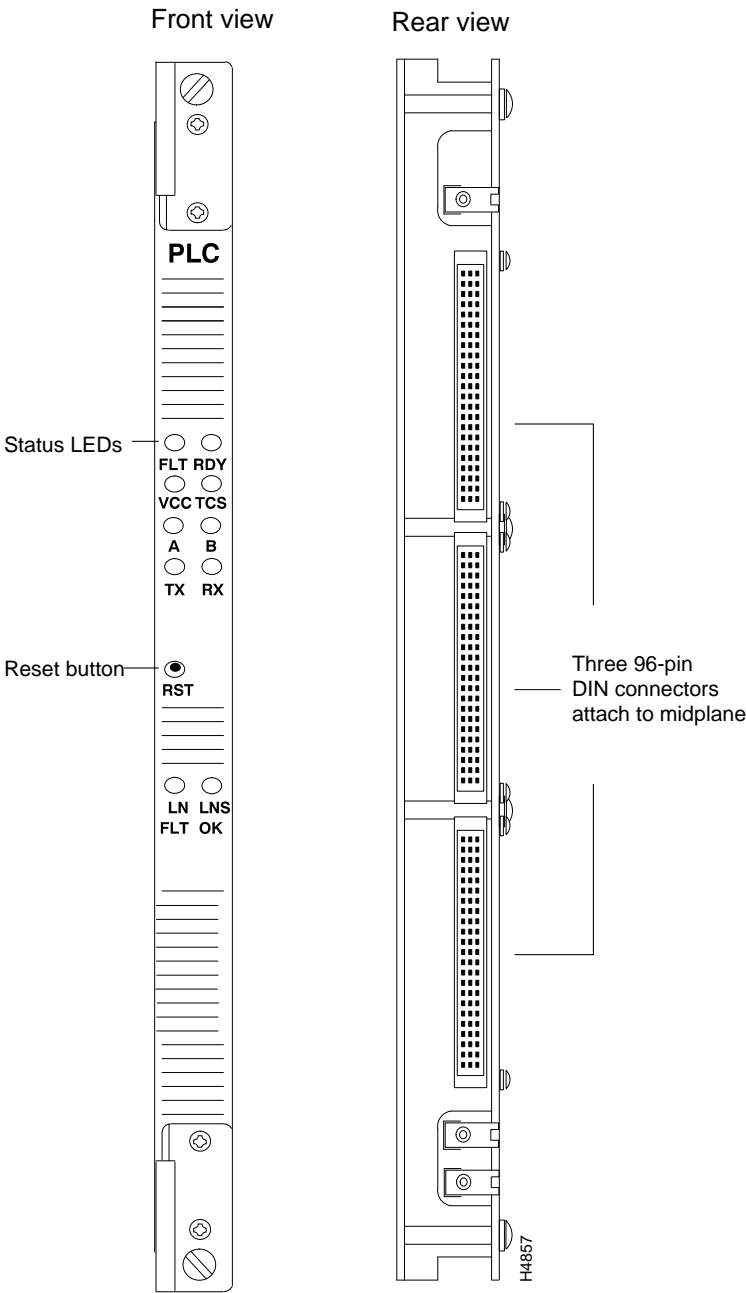 Front view
Rear view
PLC
Status LEDs
FLT RDY
VCC TCS
A B
TX RX
Reset button
RST
Three 96-pin
DIN connectors
attach to midplane
LN LNS
FLT OK
H4857